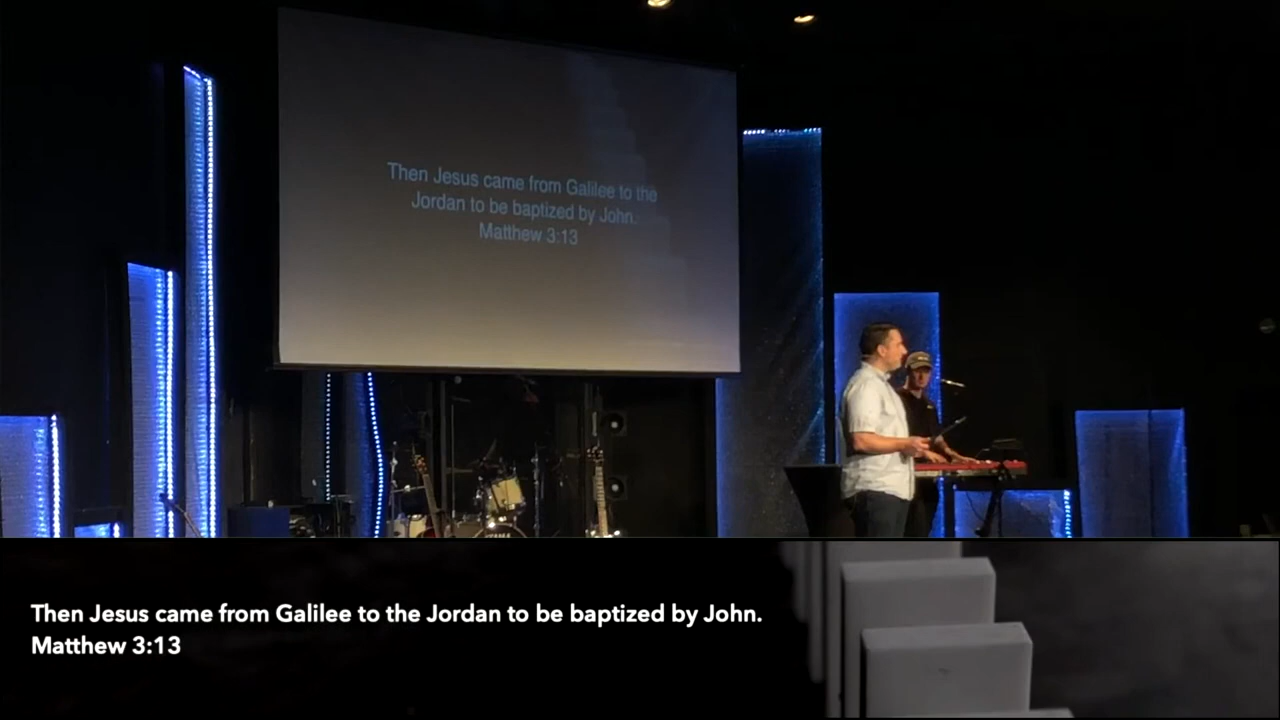 Then Jesus came from Galilee to the
Jordan to be baptized by John.
Matthew 3:13
Then Jesus came from Galilee to the Jordan to be baptized by John.
Matthew 3:13